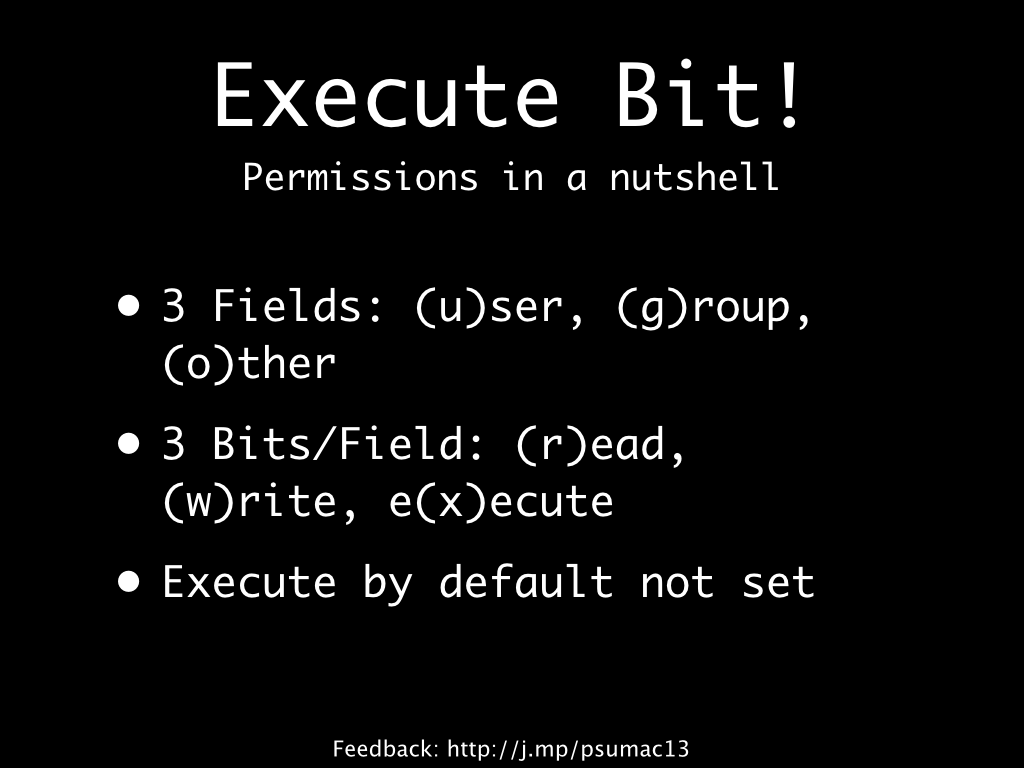 Execute Bit!
Permissions in a nutshell
• 3 Fields: (u)ser, (g)roup,
(o)ther
• 3 Bits/Field: (r)ead,
(w)rite, e(x)ecute
• Execute by default not set
Feedback: http://j.mp/psumac13